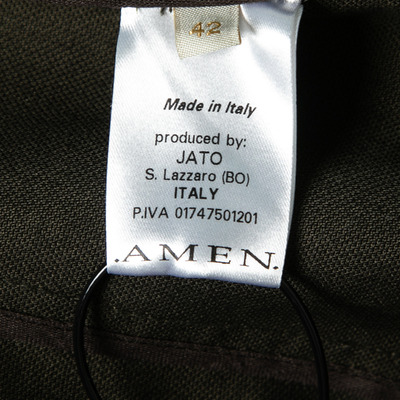 42
Made in Italy
produced by:
JATO
S. Lazzaro (BO)
ITALY
P.IVA 01747501201
.AMEN.